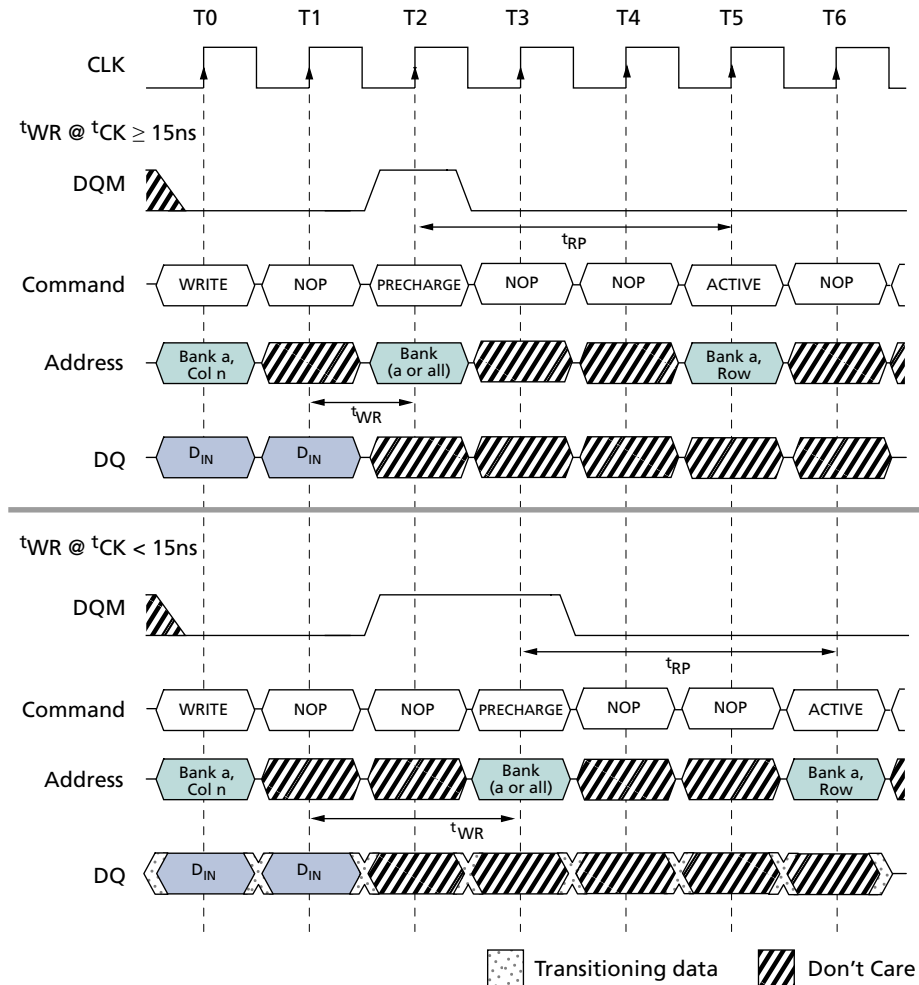 T0 T1 T2 T3 T4 T5 T6
CLK
tWR @ tCK ≥ 15ns
DQM
tRP
Command WRITE NOP PRECHARGE NOP NOP ACTIVE NOP
Address Bank a, Col n Bank (a or all) Bank a, Row
tWR
DQ DIN DIN
tWR @ tCK < 15ns
DQM
tRP
Command WRITE NOP NOP PRECHARGE NOP NOP ACTIVE
Address Bank a, Col n Bank (a or all) Bank a, Row
tWR
DQ DIN DIN
Transitioning data Don't Care